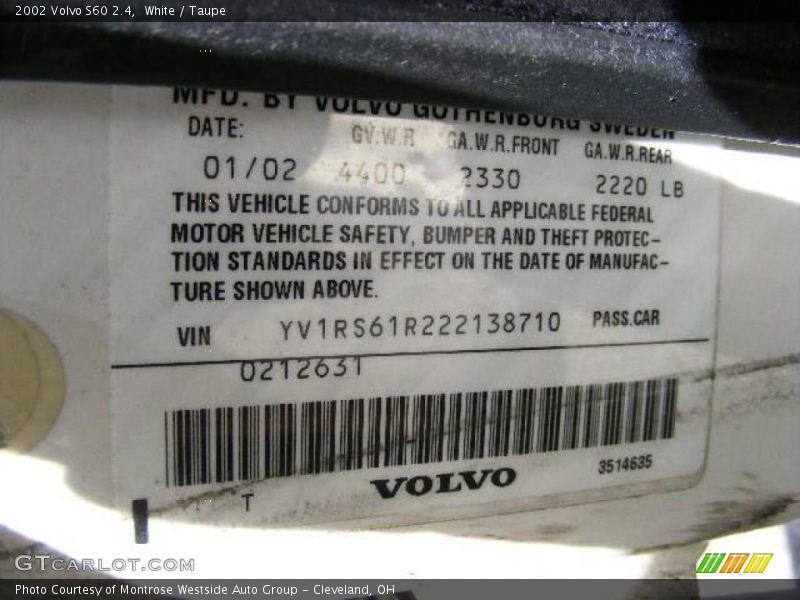 2002 Volvo S60 2.4, White / Taupe
MFD. BY VOLVO GOTHENBURG SWEDEN
DATE: GV.W.R GA.W.R.FRONT GA.W.R.REAR
01/02 4400 2330 2220 LB
THIS VEHICLE CONFORMS TO ALL APPLICABLE FEDERAL
MOTOR VEHICLE SAFETY, BUMPER AND THEFT PROTEC-
TION STANDARDS IN EFFECT ON THE DATE OF MANUFAC-
TURE SHOWN ABOVE.
VIN YV1RS61R222138710 PASS.CAR
0212631
VOLVO 3514635
T
GTCARLOT.COM
Photo Courtesy of Montrose Westside Auto Group - Cleveland, OH